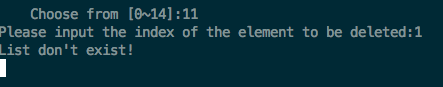 Choose from [0~14]:11
Please input the index of the element to be deleted:1
List don't exist!